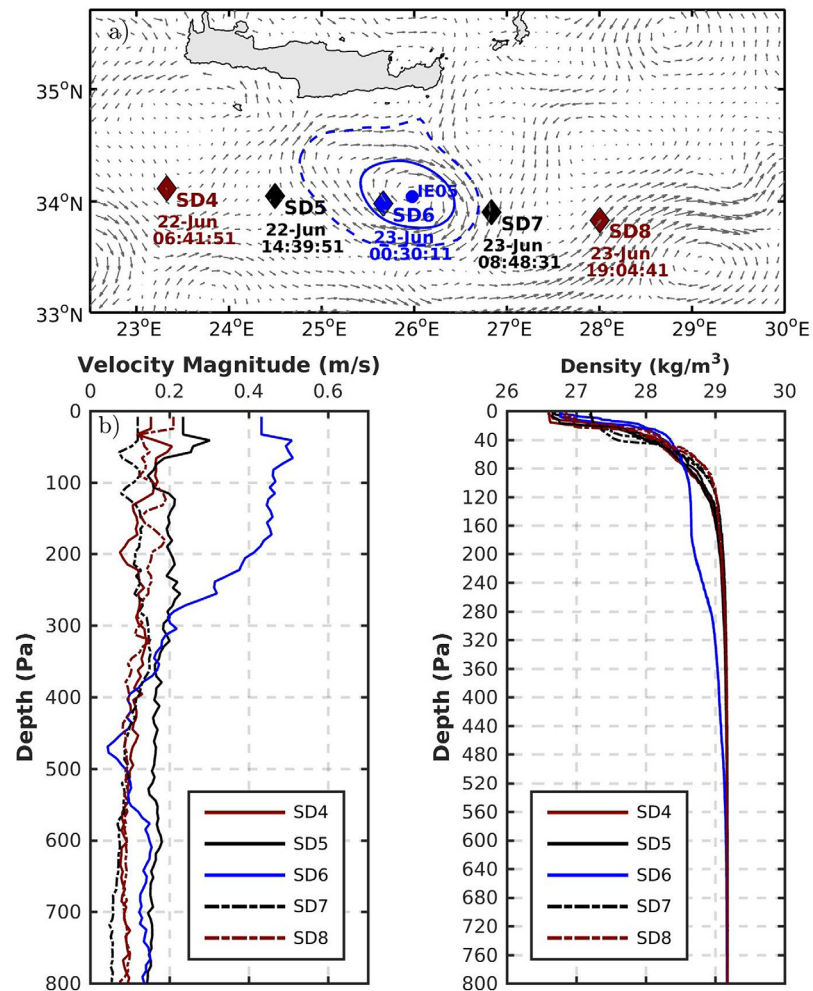 a)
35°N
34°N
33°N
SD4
22-Jun
06:41:51
SD5
22-Jun
14:39:51
IE05
SD6
23-Jun
00:30:11
SD7
23-Jun
08:48:31
SD8
23-Jun
19:04:41
23°E 24°E 25°E 26°E 27°E 28°E 29°E 30°E
Velocity Magnitude (m/s)
0 0.2 0.4 0.6
b)
Depth (Pa)
0
100
200
300
400
500
600
700
800
SD4
SD5
SD6
SD7
SD8
Density (kg/m³)
26 27 28 29 30
Depth (Pa)
0
40
80
120
160
200
240
280
320
360
400
440
480
520
560
600
640
680
720
760
800
SD4
SD5
SD6
SD7
SD8